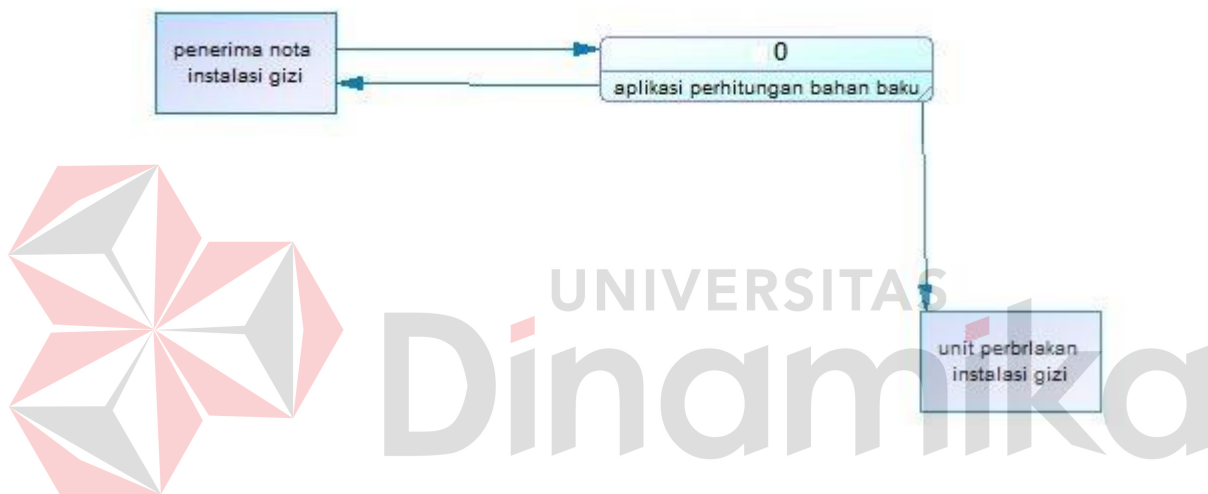 penerima nota
instalasi gizi
0
aplikasi perhitungan bahan baku
UNIVERSITAS
Dinamika
unit perbrlakan
instalasi gizi